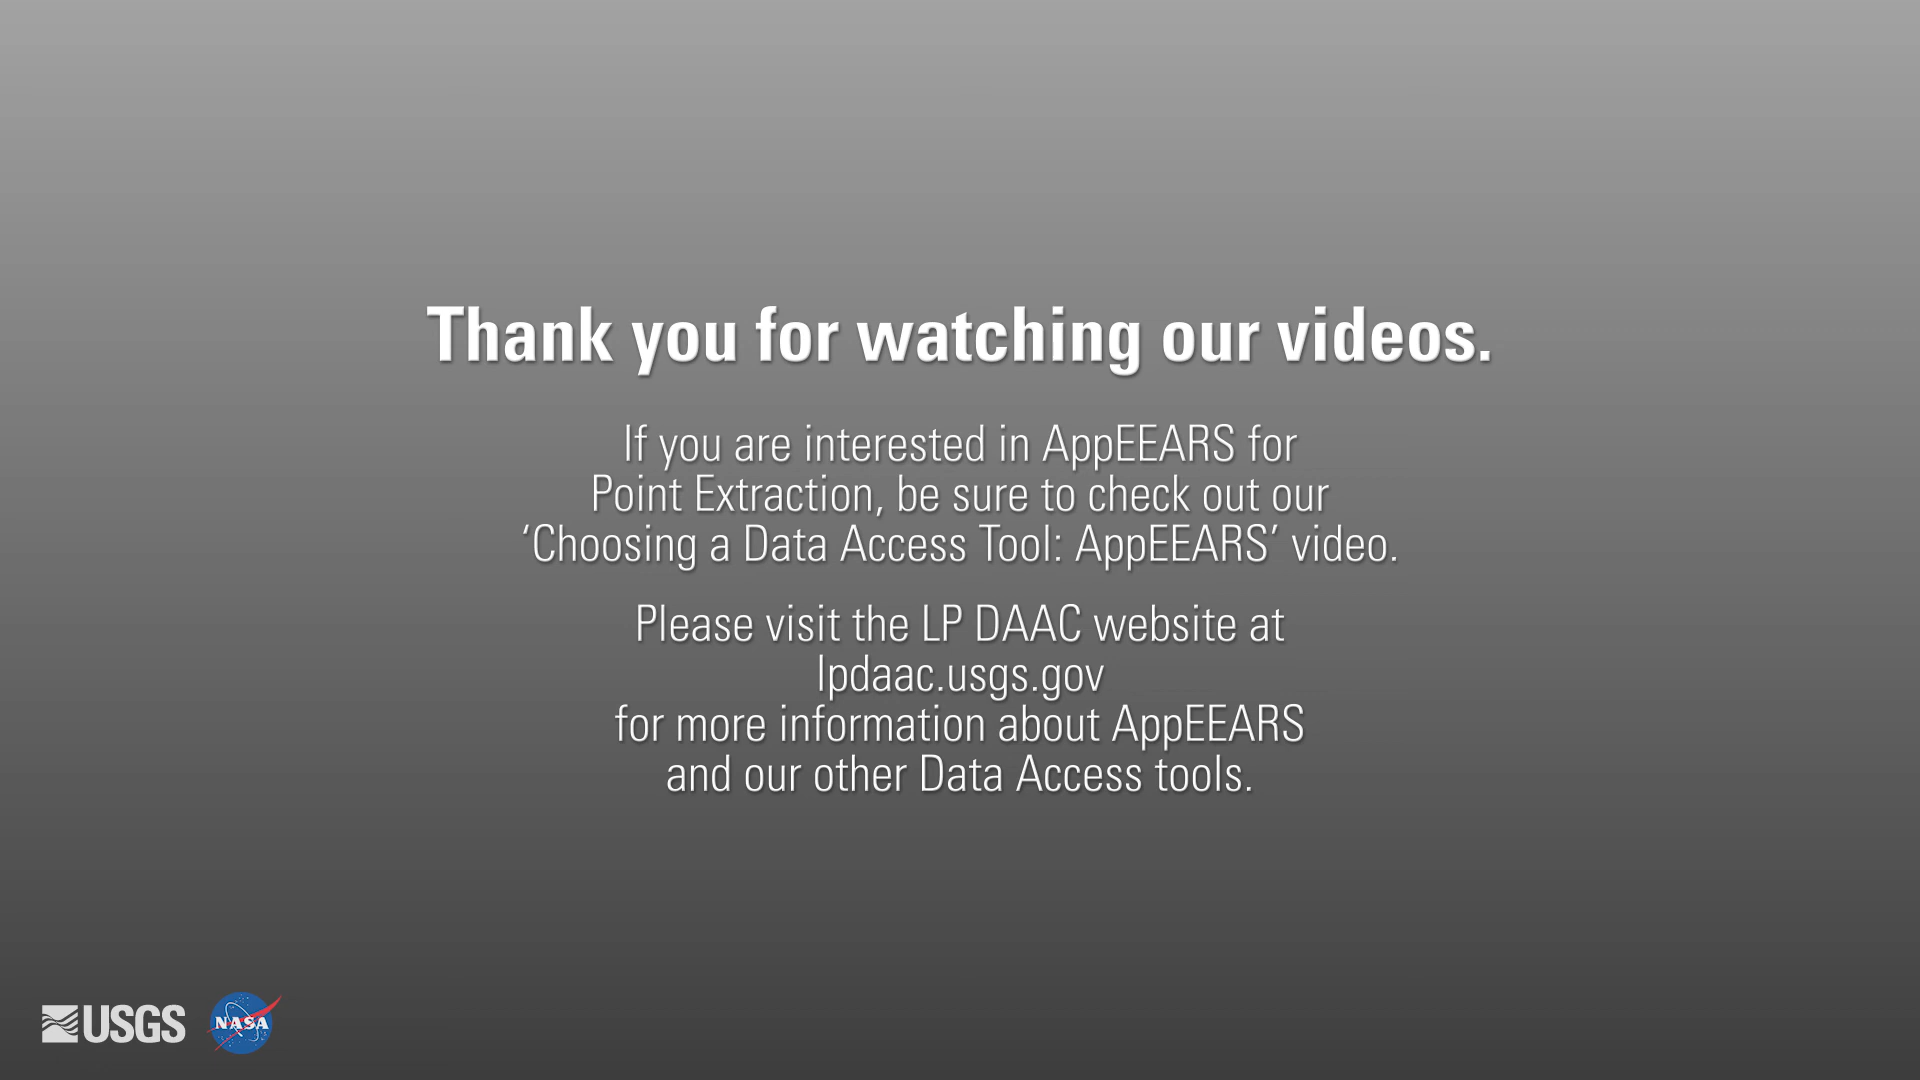 Thank you for watching our videos.
If you are interested in AppEEARS for
Point Extraction, be sure to check out our
‘Choosing a Data Access Tool: AppEEARS’ video.
Please visit the LP DAAC website at
lpdaac.usgs.gov
for more information about AppEEARS
and our other Data Access tools.
USGS
NASA